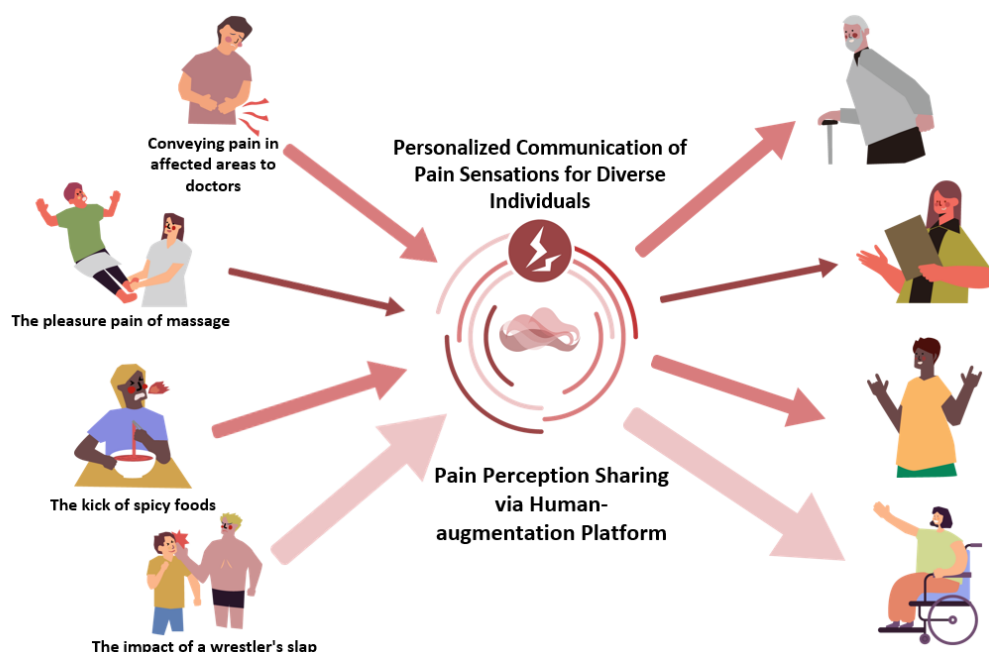 Conveying pain in
affected areas to
doctors
The pleasure pain of massage
The kick of spicy foods
The impact of a wrestler's slap
Personalized Communication of
Pain Sensations for Diverse
Individuals
Pain Perception Sharing
via Human-
augmentation Platform